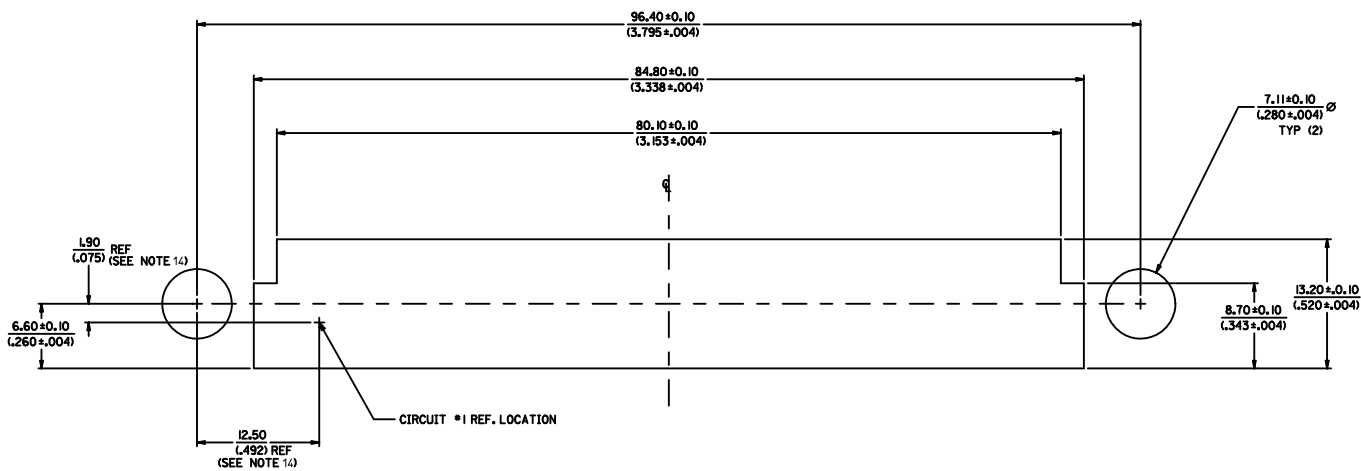 96.40±0.10
(3.795±.004)
84.80±0.10
(3.338±.004)
7.11±0.10 Ø
(.280±.004)
TYP (2)
80.10±0.10
(3.153±.004)
℄
1.90 REF
(.075) (SEE NOTE 14)
6.60±0.10
(.260±.004)
8.70±0.10
(.343±.004)
13.20±0.10
(.520±.004)
CIRCUIT #1 REF. LOCATION
12.50
(.492) REF
(SEE NOTE 14)